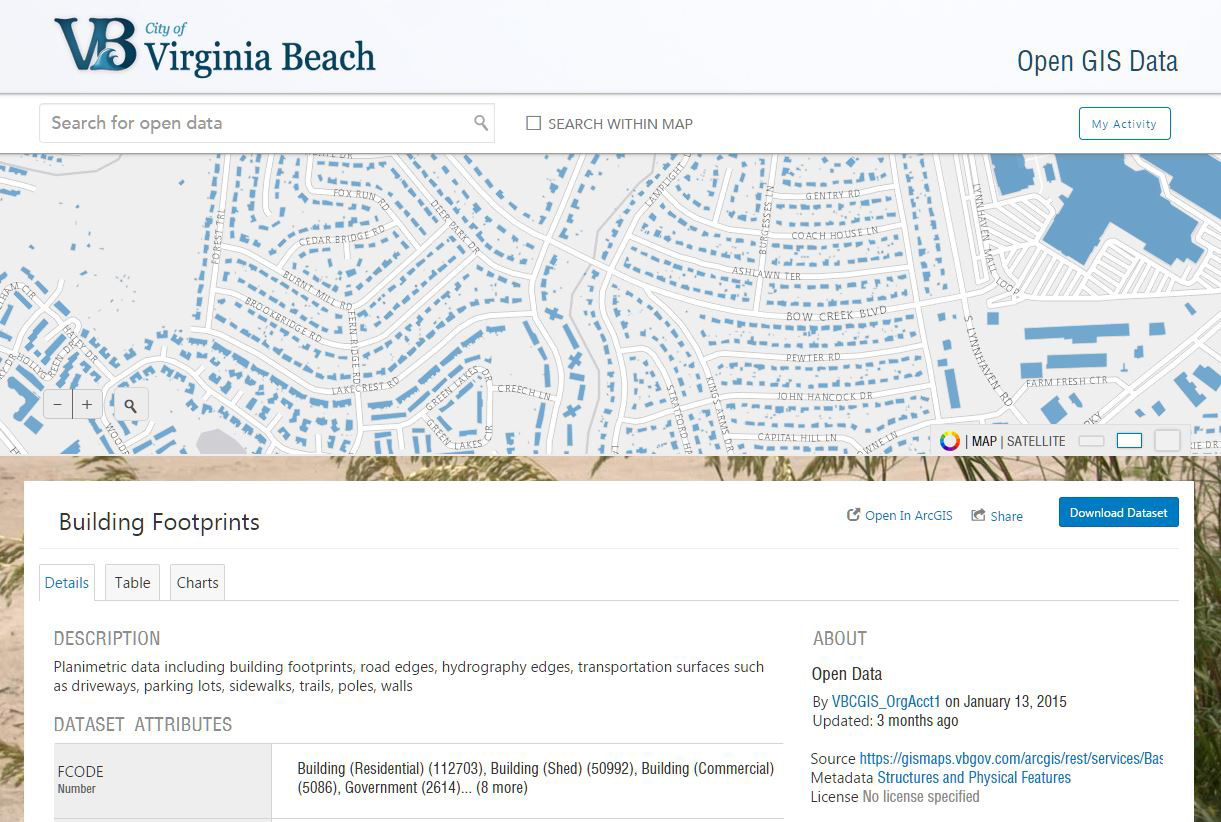 City of
Virginia Beach
VB
Open GIS Data
Search for open data
SEARCH WITHIN MAP
My Activity
FOX RUN RD
DEER PARK DR
CEDAR BRIDGE RD
FOREST TRL
BURNT MILL RD
BROOKBRIDGE RD
FERN RIDGE RD
LAKECREST RD
GREEN LAKES DR
GREEN LAKES CIR
CREECH LN
LAMPLIGHT
BURGESSES LN
GENTRY RD
COACH HOUSE LN
ASHLAWN TER
BOW CREEK BLVD
PEWTER RD
JOHN HANCOCK DR
CAPITAL HILL LN
KINGS ARMS DR
STRATFORD
LYNNHAVEN MALL LOOP
S LYNNHAVEN RD
FARM FRESH CTR
− +
| MAP | SATELLITE
Building Footprints
Open In ArcGIS
Share
Download Dataset
Details
Table
Charts
DESCRIPTION
Planimetric data including building footprints, road edges, hydrography edges, transportation surfaces such
as driveways, parking lots, sidewalks, trails, poles, walls
DATASET ATTRIBUTES
FCODE
Number
Building (Residential) (112703), Building (Shed) (50992), Building (Commercial)
(5086), Government (2614)... (8 more)
ABOUT
Open Data
By VBCGIS_OrgAcct1 on January 13, 2015
Updated: 3 months ago
Source https://gismaps.vbgov.com/arcgis/rest/services/Bas
Metadata Structures and Physical Features
License No license specified